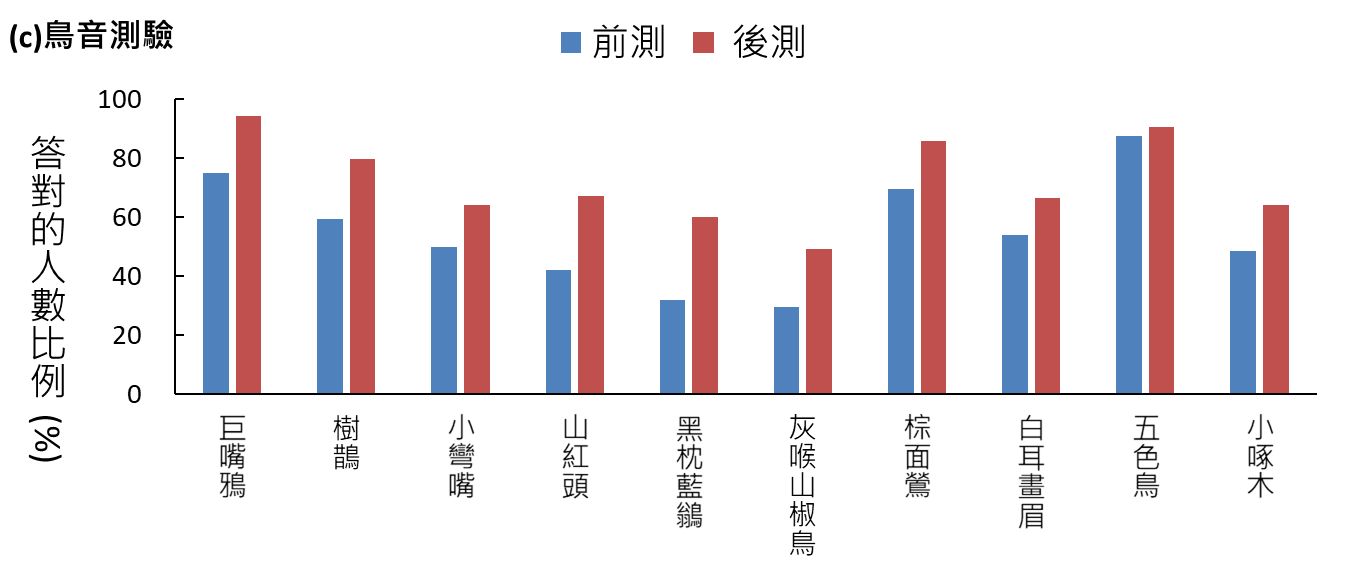 (c)鳥音測驗
前測 後測
答對的人數比例 (%)
100
80
60
40
20
0
巨嘴鴉
樹鵲
小彎嘴
山紅頭
黑枕藍鶲
灰喉山椒鳥
棕面鶯
白耳畫眉
五色鳥
小啄木